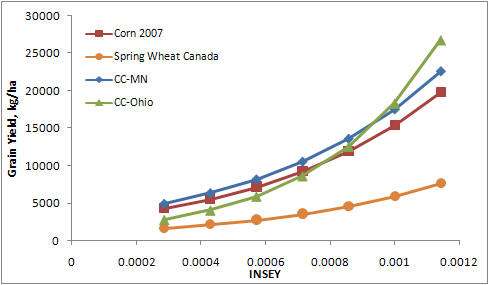 30000
25000
20000
15000
10000
5000
0
Grain Yield, kg/ha
Corn 2007
Spring Wheat Canada
CC-MN
CC-Ohio
0 0.0002 0.0004 0.0006 0.0008 0.001 0.0012
INSEY